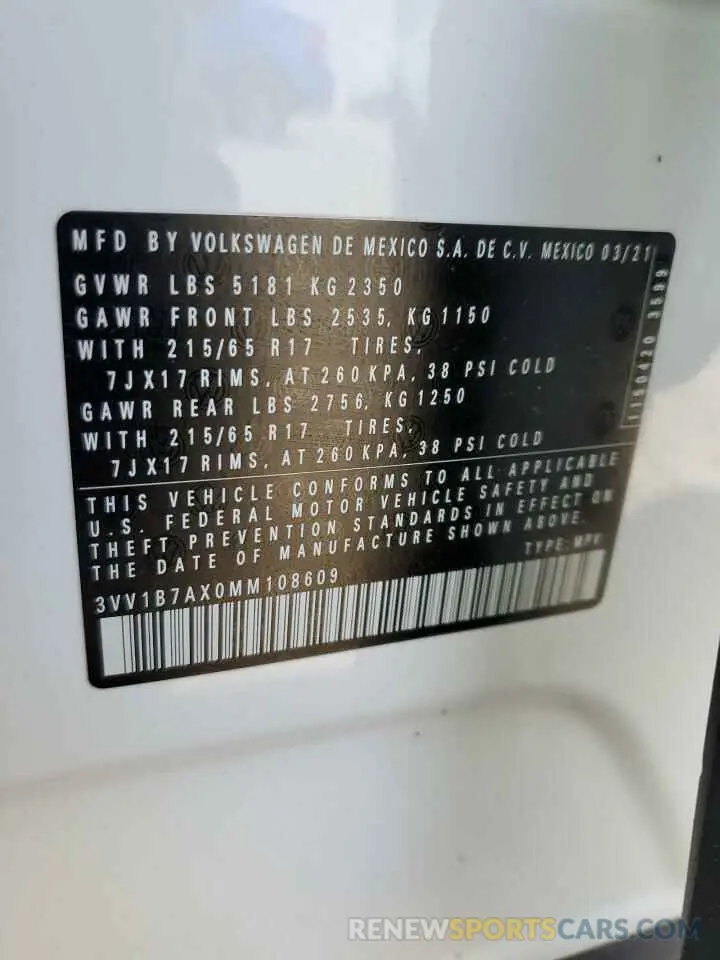 MFD BY VOLKSWAGEN DE MEXICO S.A. DE C.V. MEXICO 03/21
GVWR LBS 5181 KG 2350
GAWR FRONT LBS 2535, KG 1150
WITH 215/65 R17 TIRES,
7JX17 RIMS, AT 260 KPA, 38 PSI COLD
GAWR REAR LBS 2756, KG 1250
WITH 215/65 R17 TIRES,
7JX17 RIMS, AT 260 KPA, 38 PSI COLD
1150420 3599
THIS VEHICLE CONFORMS TO ALL APPLICABLE
U.S. FEDERAL MOTOR VEHICLE SAFETY AND
THEFT PREVENTION STANDARDS IN EFFECT ON
THE DATE OF MANUFACTURE SHOWN ABOVE.
TYPE: MPV
3VV1B7AX0MM108609
RENEWSPORTSCARS.COM